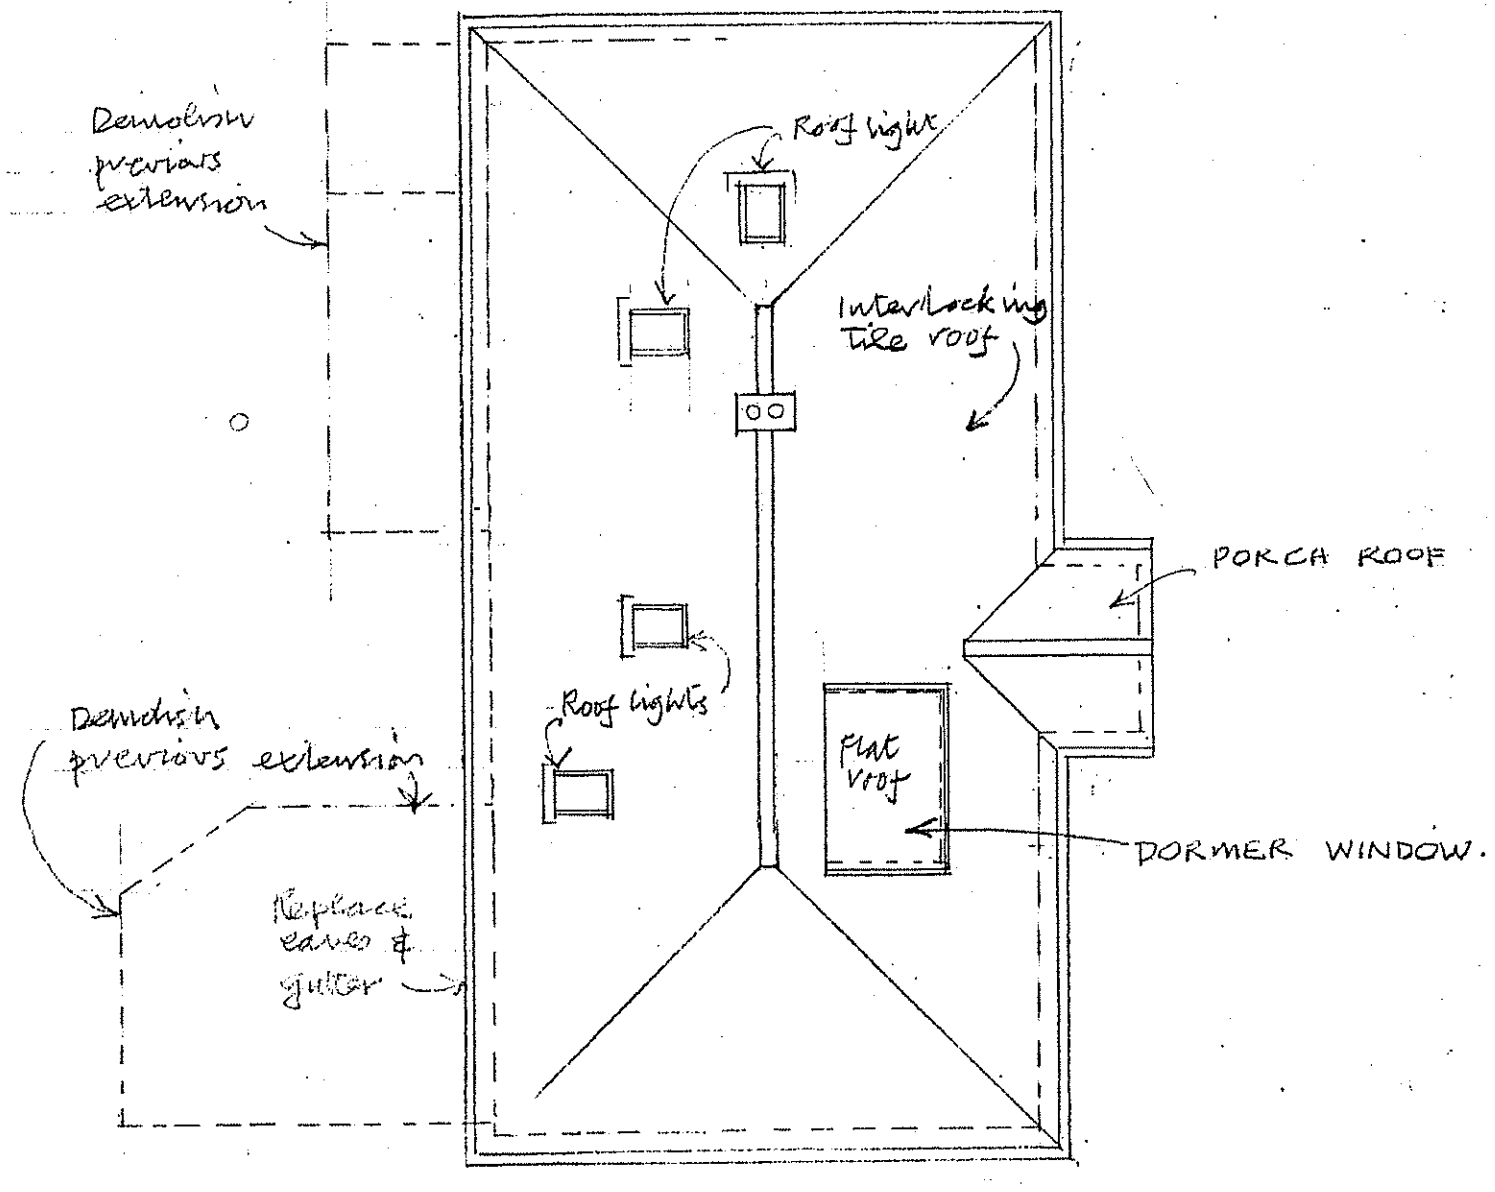 Demolish
previous
extension
Roof light
Interlocking
Tile roof
PORCH ROOF
Roof lights
Demolish
previous extension
Flat
roof
DORMER WINDOW.
Replace
eaves &
gutter